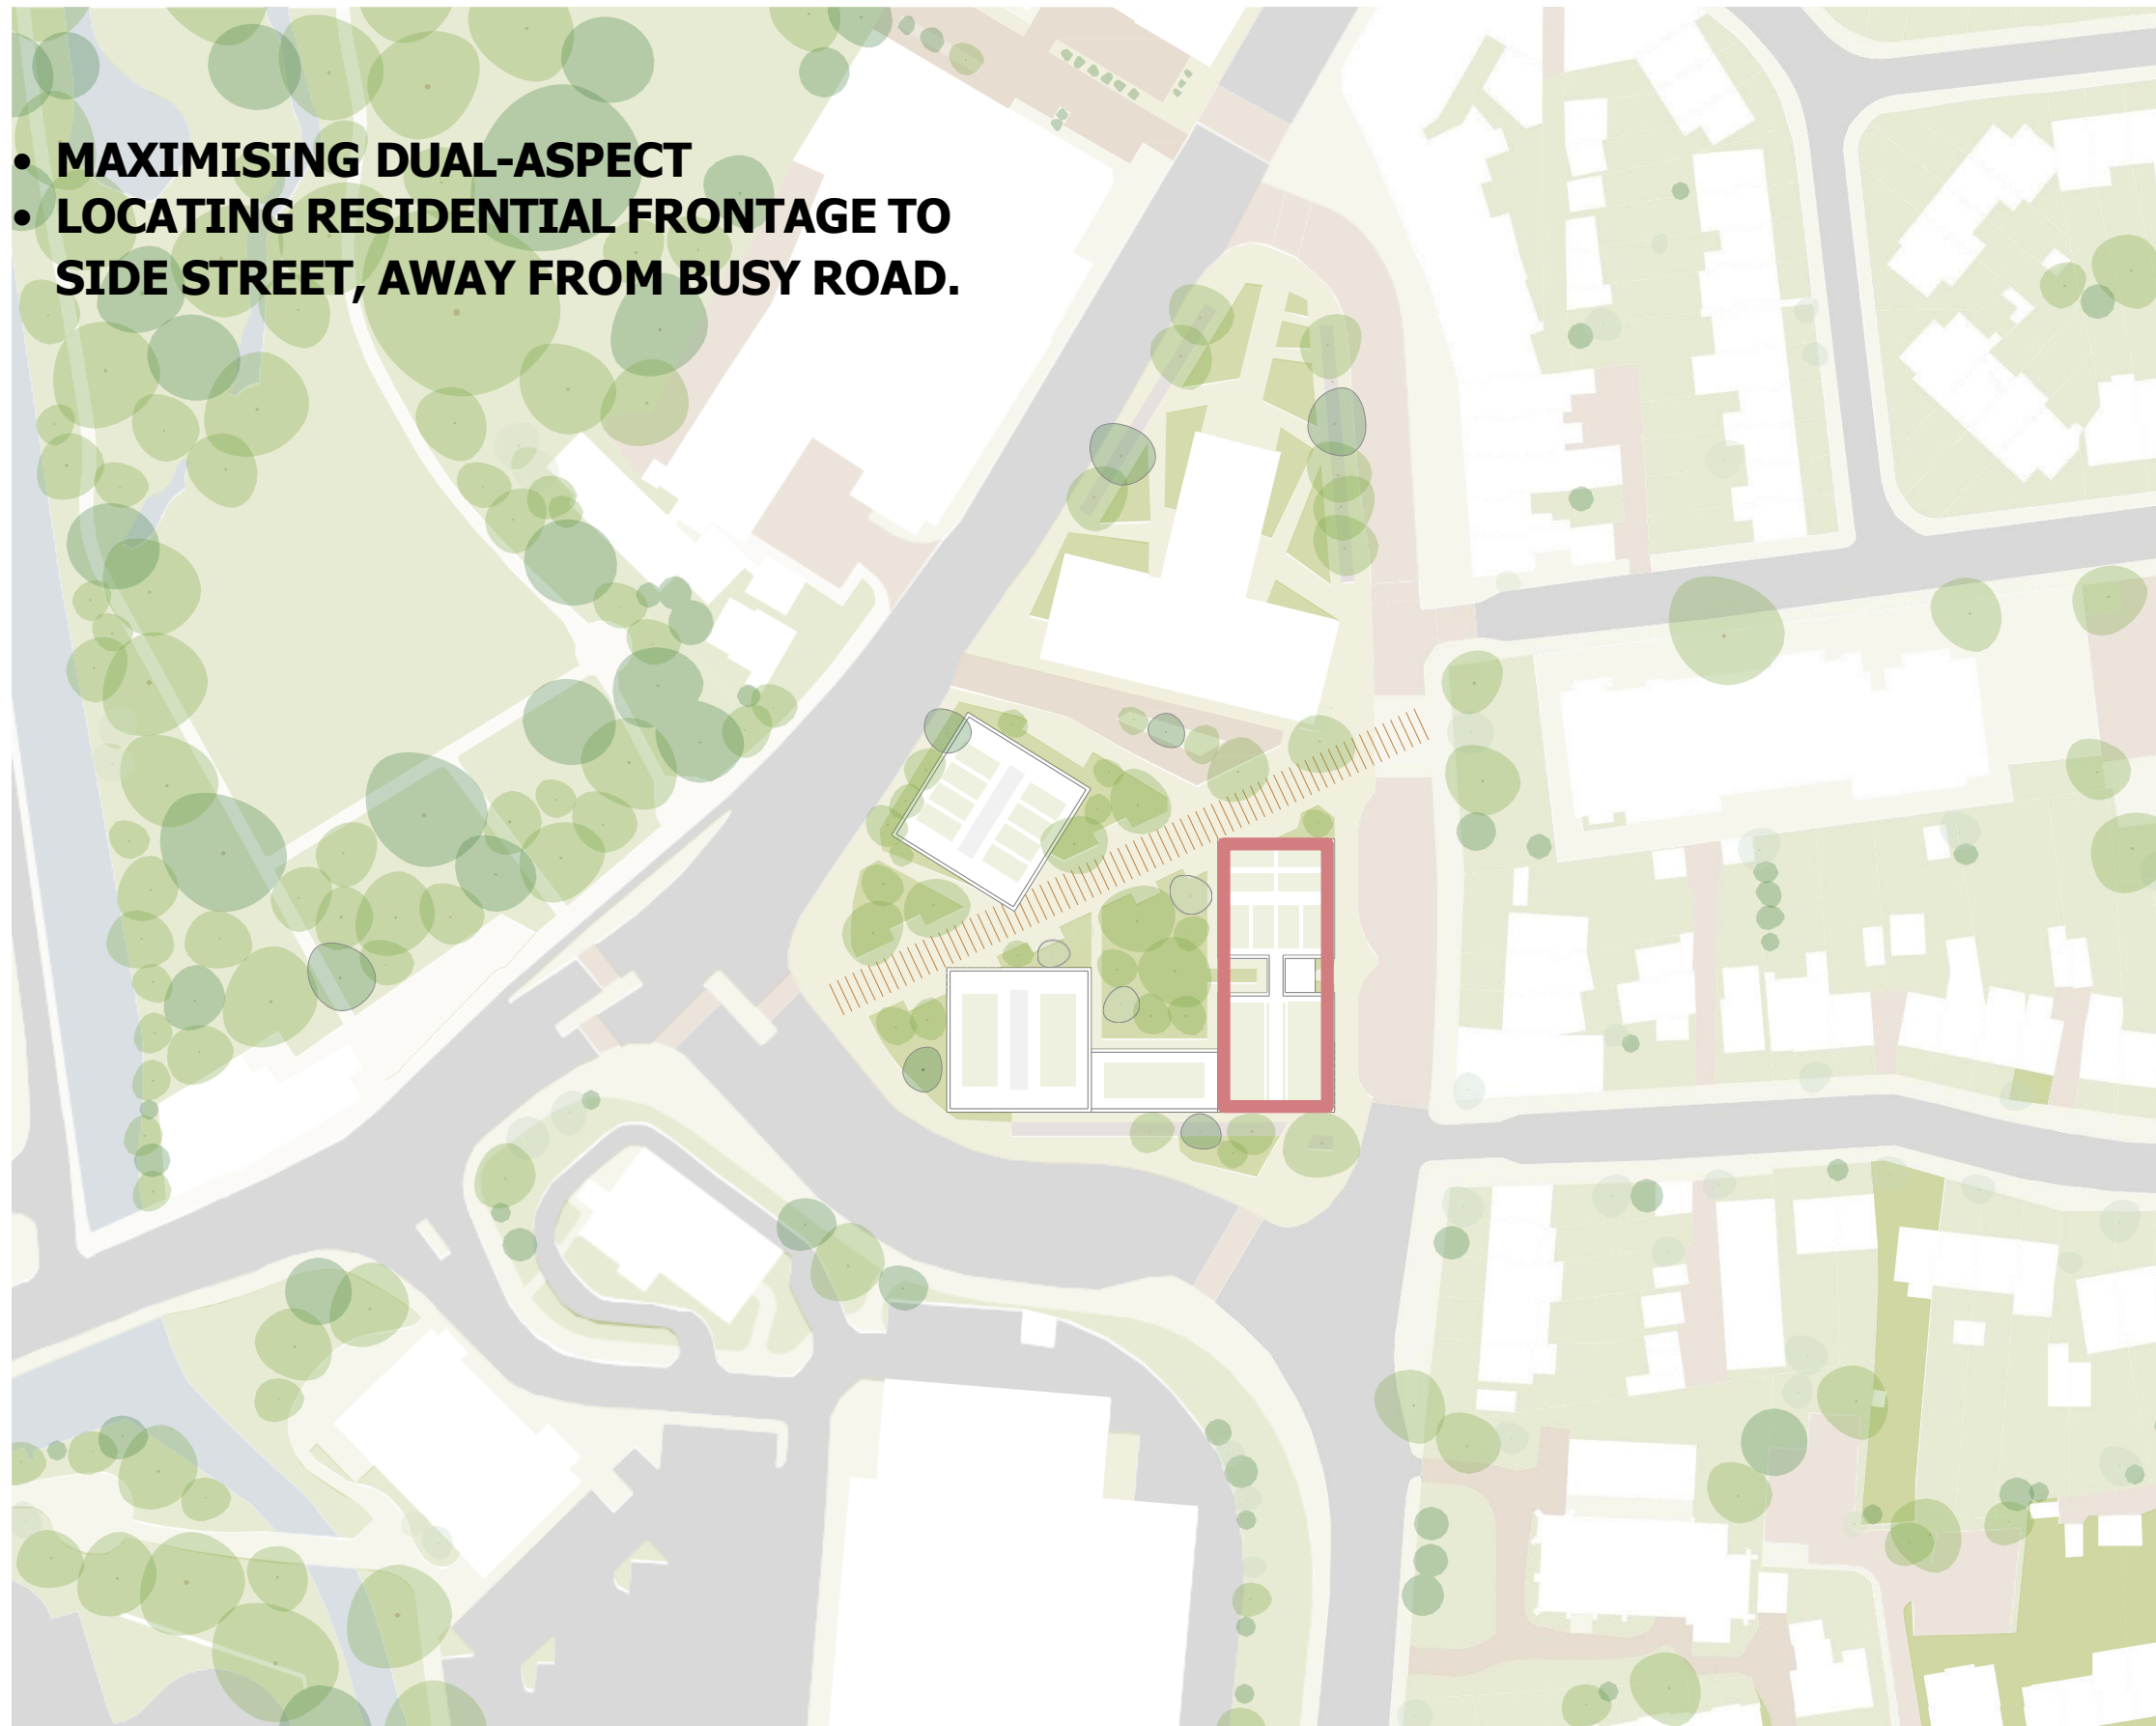 • MAXIMISING DUAL-ASPECT
• LOCATING RESIDENTIAL FRONTAGE TO
SIDE STREET, AWAY FROM BUSY ROAD.